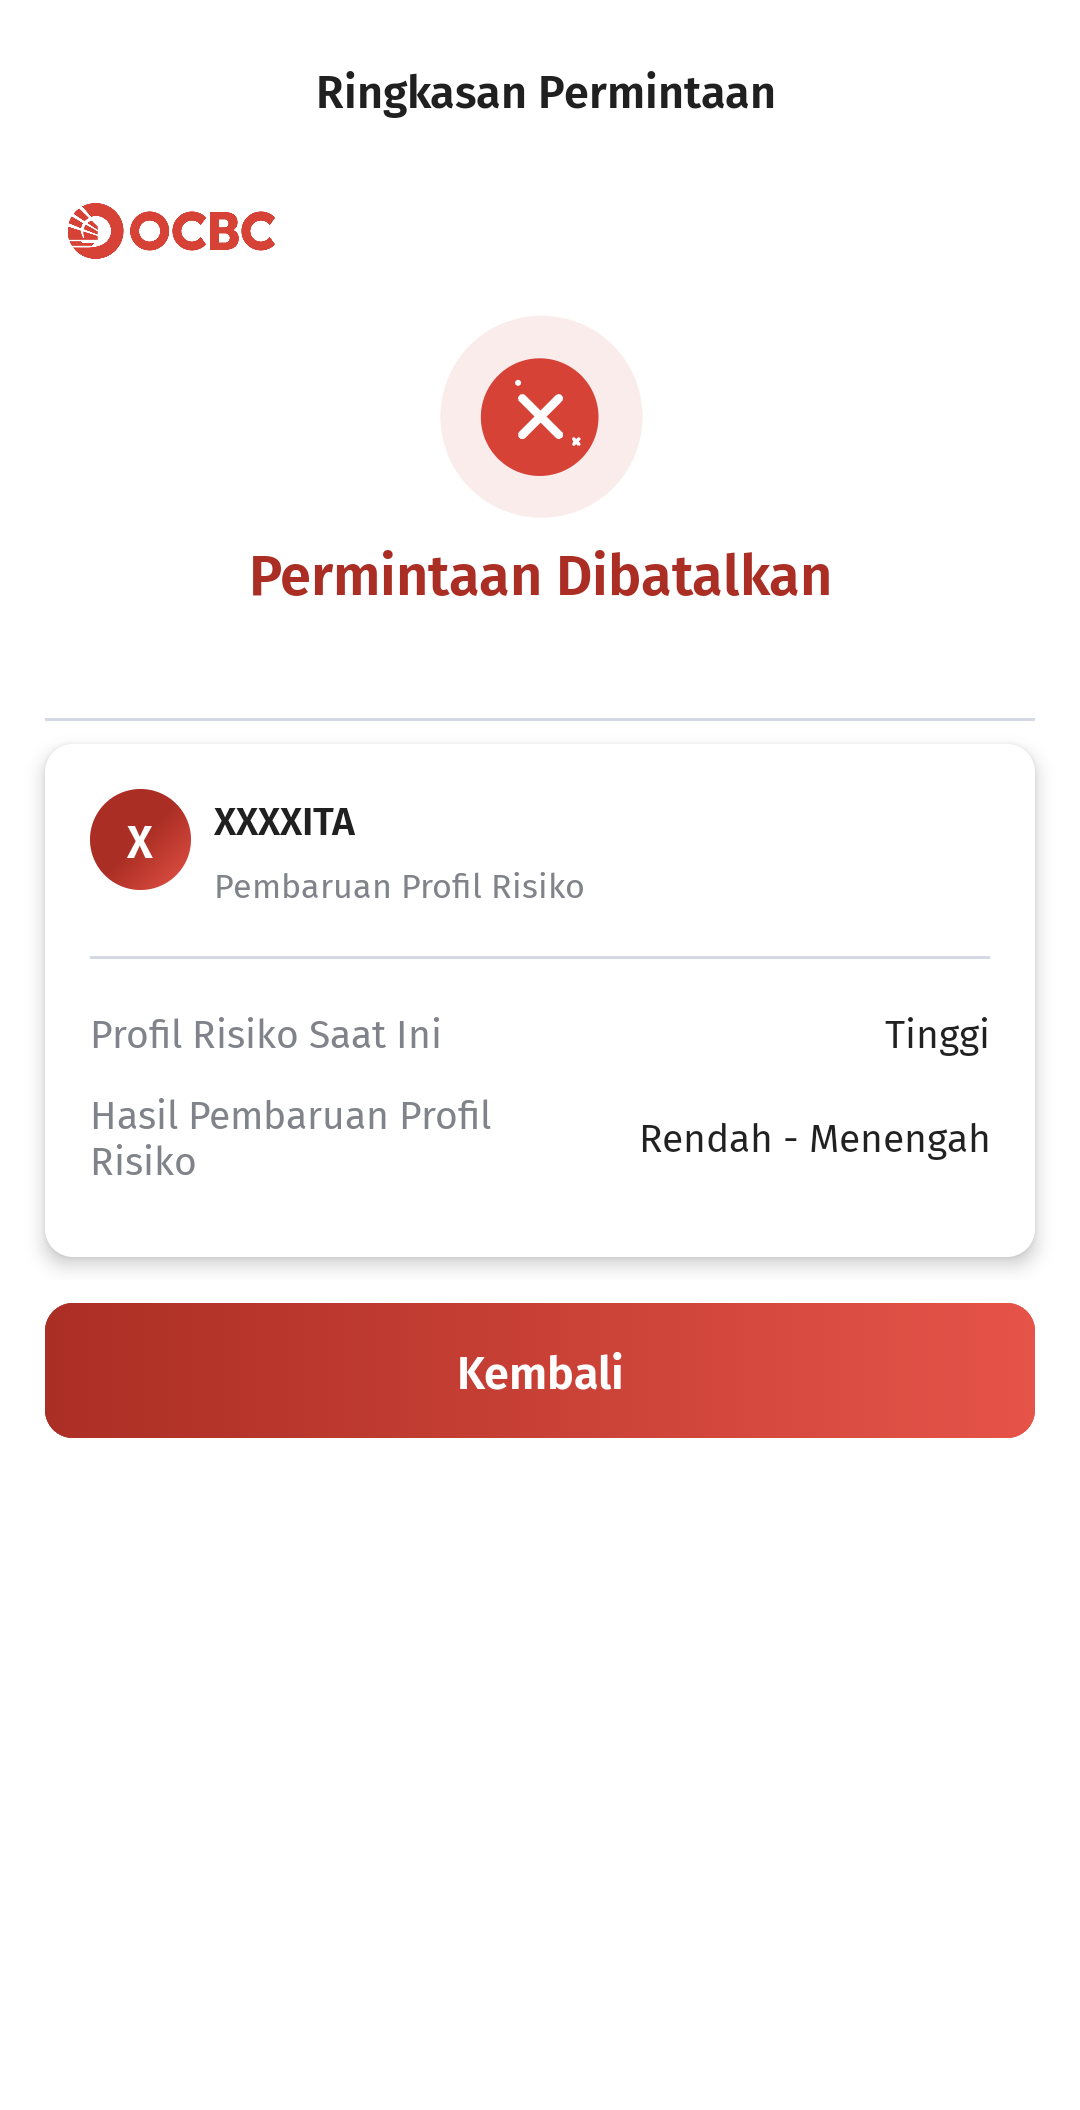 Ringkasan Permintaan
OCBC
Permintaan Dibatalkan
X
XXXXITA
Pembaruan Profil Risiko
Profil Risiko Saat Ini
Tinggi
Hasil Pembaruan Profil
Risiko
Rendah - Menengah
Kembali